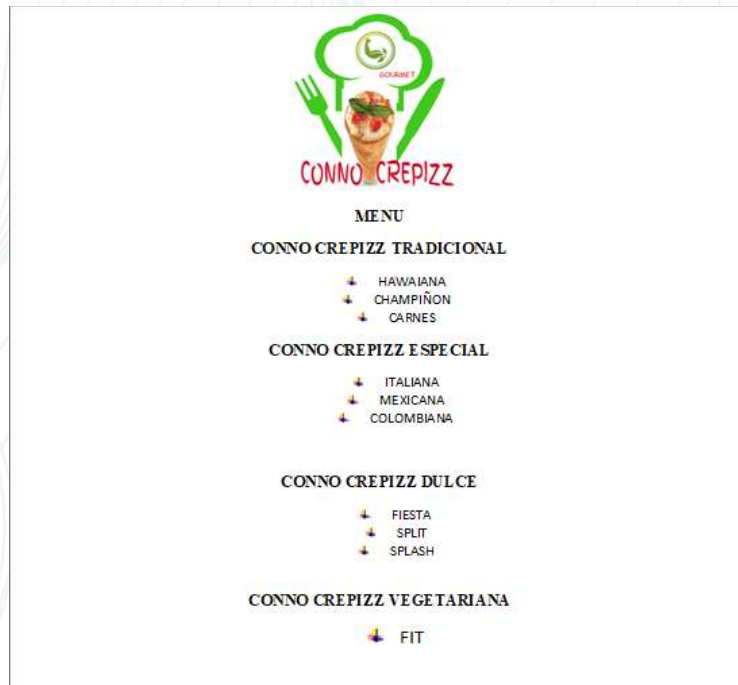 GOURMET
CONNO CREPIZZ
MENU
CONNO CREPIZZ TRADICIONAL
HAWAIANA
CHAMPIÑON
CARNES
CONNO CREPIZZ ESPECIAL
ITALIANA
MEXICANA
COLOMBIANA
CONNO CREPIZZ DULCE
FIESTA
SPLIT
SPLASH
CONNO CREPIZZ VEGETARIANA
FIT